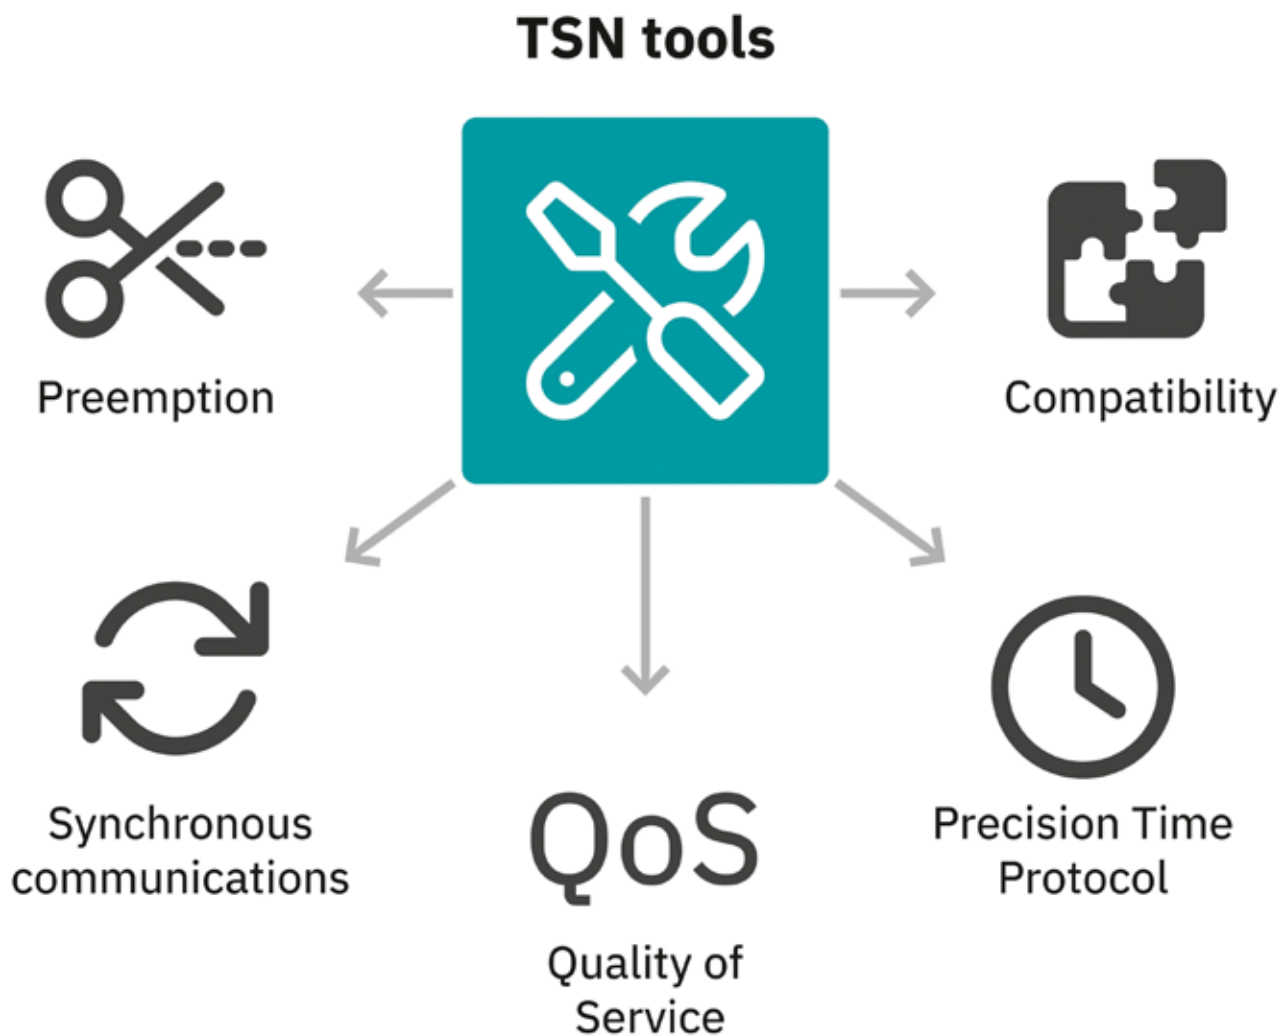 TSN tools
Preemption
Compatibility
Synchronous
communications
QoS
Quality of
Service
Precision Time
Protocol